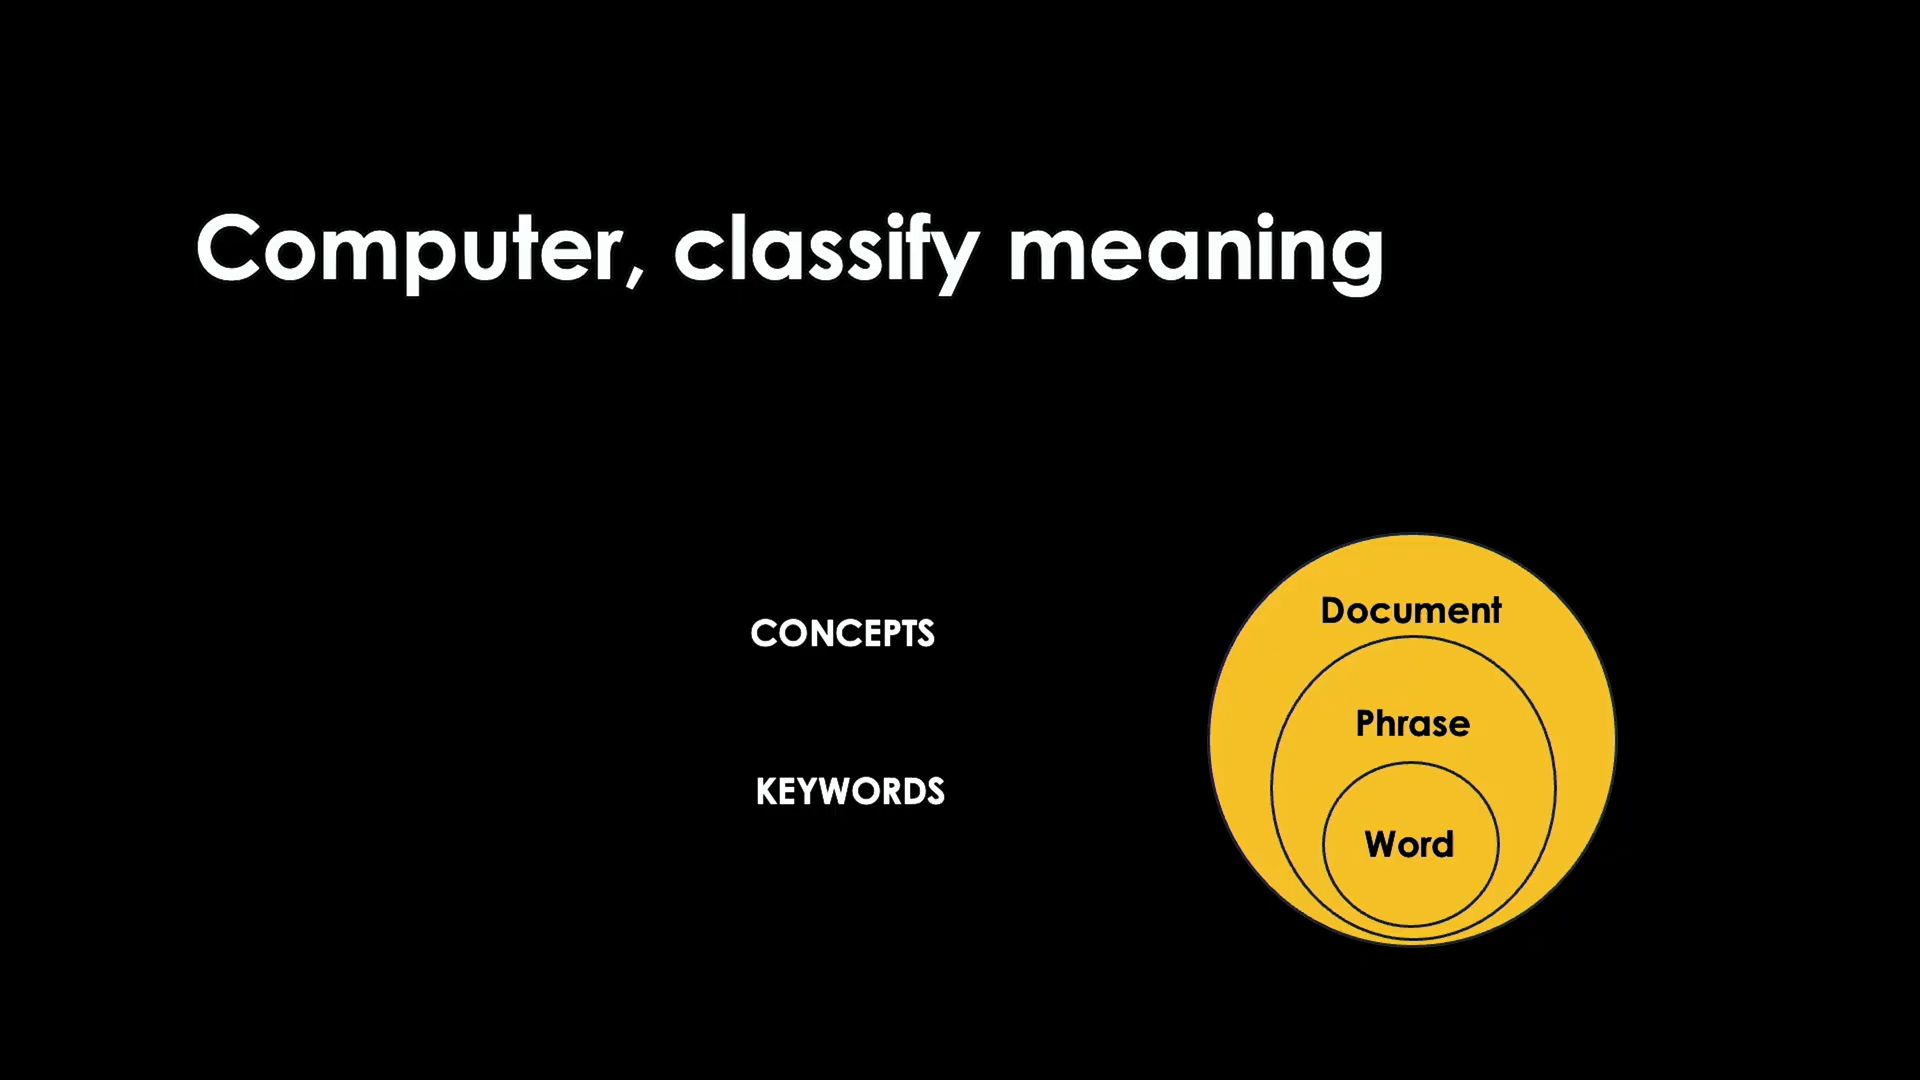 Computer, classify meaning
CONCEPTS
KEYWORDS
Document
Phrase
Word